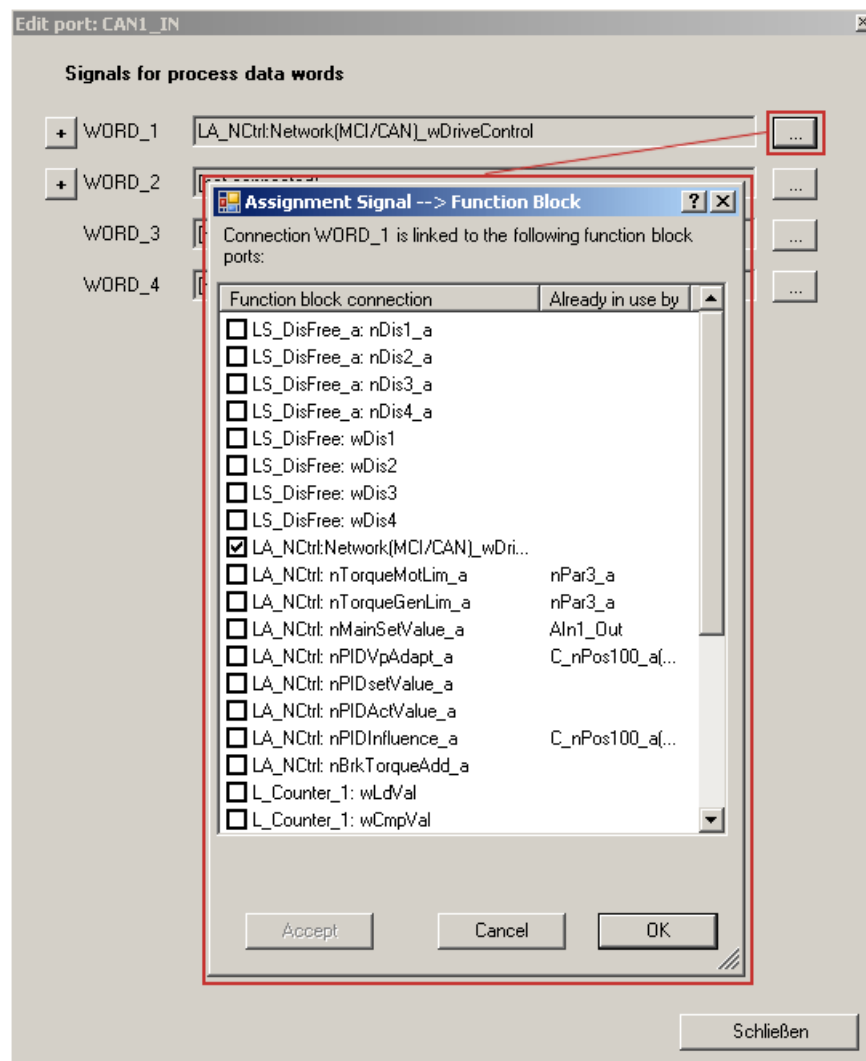 Edit port: CAN1_IN
Signals for process data words
+ WORD_1 LA_NCtrl:Network(MCI/CAN)_wDriveControl ...
+ WORD_2 ...
WORD_3 ...
WORD_4 ...
Assignment Signal --> Function Block ?
Connection WORD_1 is linked to the following function block
ports:
Function block connection Already in use by
LS_DisFree_a: nDis1_a
LS_DisFree_a: nDis2_a
LS_DisFree_a: nDis3_a
LS_DisFree_a: nDis4_a
LS_DisFree: wDis1
LS_DisFree: wDis2
LS_DisFree: wDis3
LS_DisFree: wDis4
LA_NCtrl:Network(MCI/CAN)_wDri...
LA_NCtrl: nTorqueMotLim_a nPar3_a
LA_NCtrl: nTorqueGenLim_a nPar3_a
LA_NCtrl: nMainSetValue_a AIn1_Out
LA_NCtrl: nPIDVpAdapt_a C_nPos100_a(...
LA_NCtrl: nPIDsetValue_a
LA_NCtrl: nPIDActValue_a
LA_NCtrl: nPIDInfluence_a C_nPos100_a(...
LA_NCtrl: nBrkTorqueAdd_a
L_Counter_1: wLdVal
L_Counter_1: wCmpVal
Accept Cancel OK
Schließen